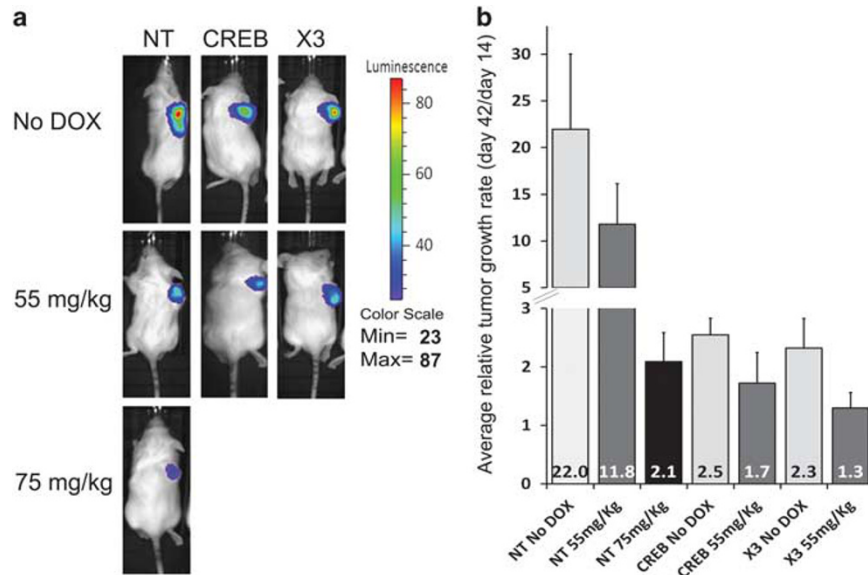 a
NT CREB X3
No DOX
55 mg/kg
75 mg/kg
Luminescence
80
60
40
Color Scale
Min= 23
Max= 87
b
Average relative tumor growth rate (day 42/day 14)
30
25
20
15
10
5
3
2
1
0
22.0 11.8 2.1 2.5 1.7 2.3 1.3
NT No DOX
NT 55mg/Kg
NT 75mg/Kg
CREB No DOX
CREB 55mg/Kg
X3 No DOX
X3 55mg/Kg